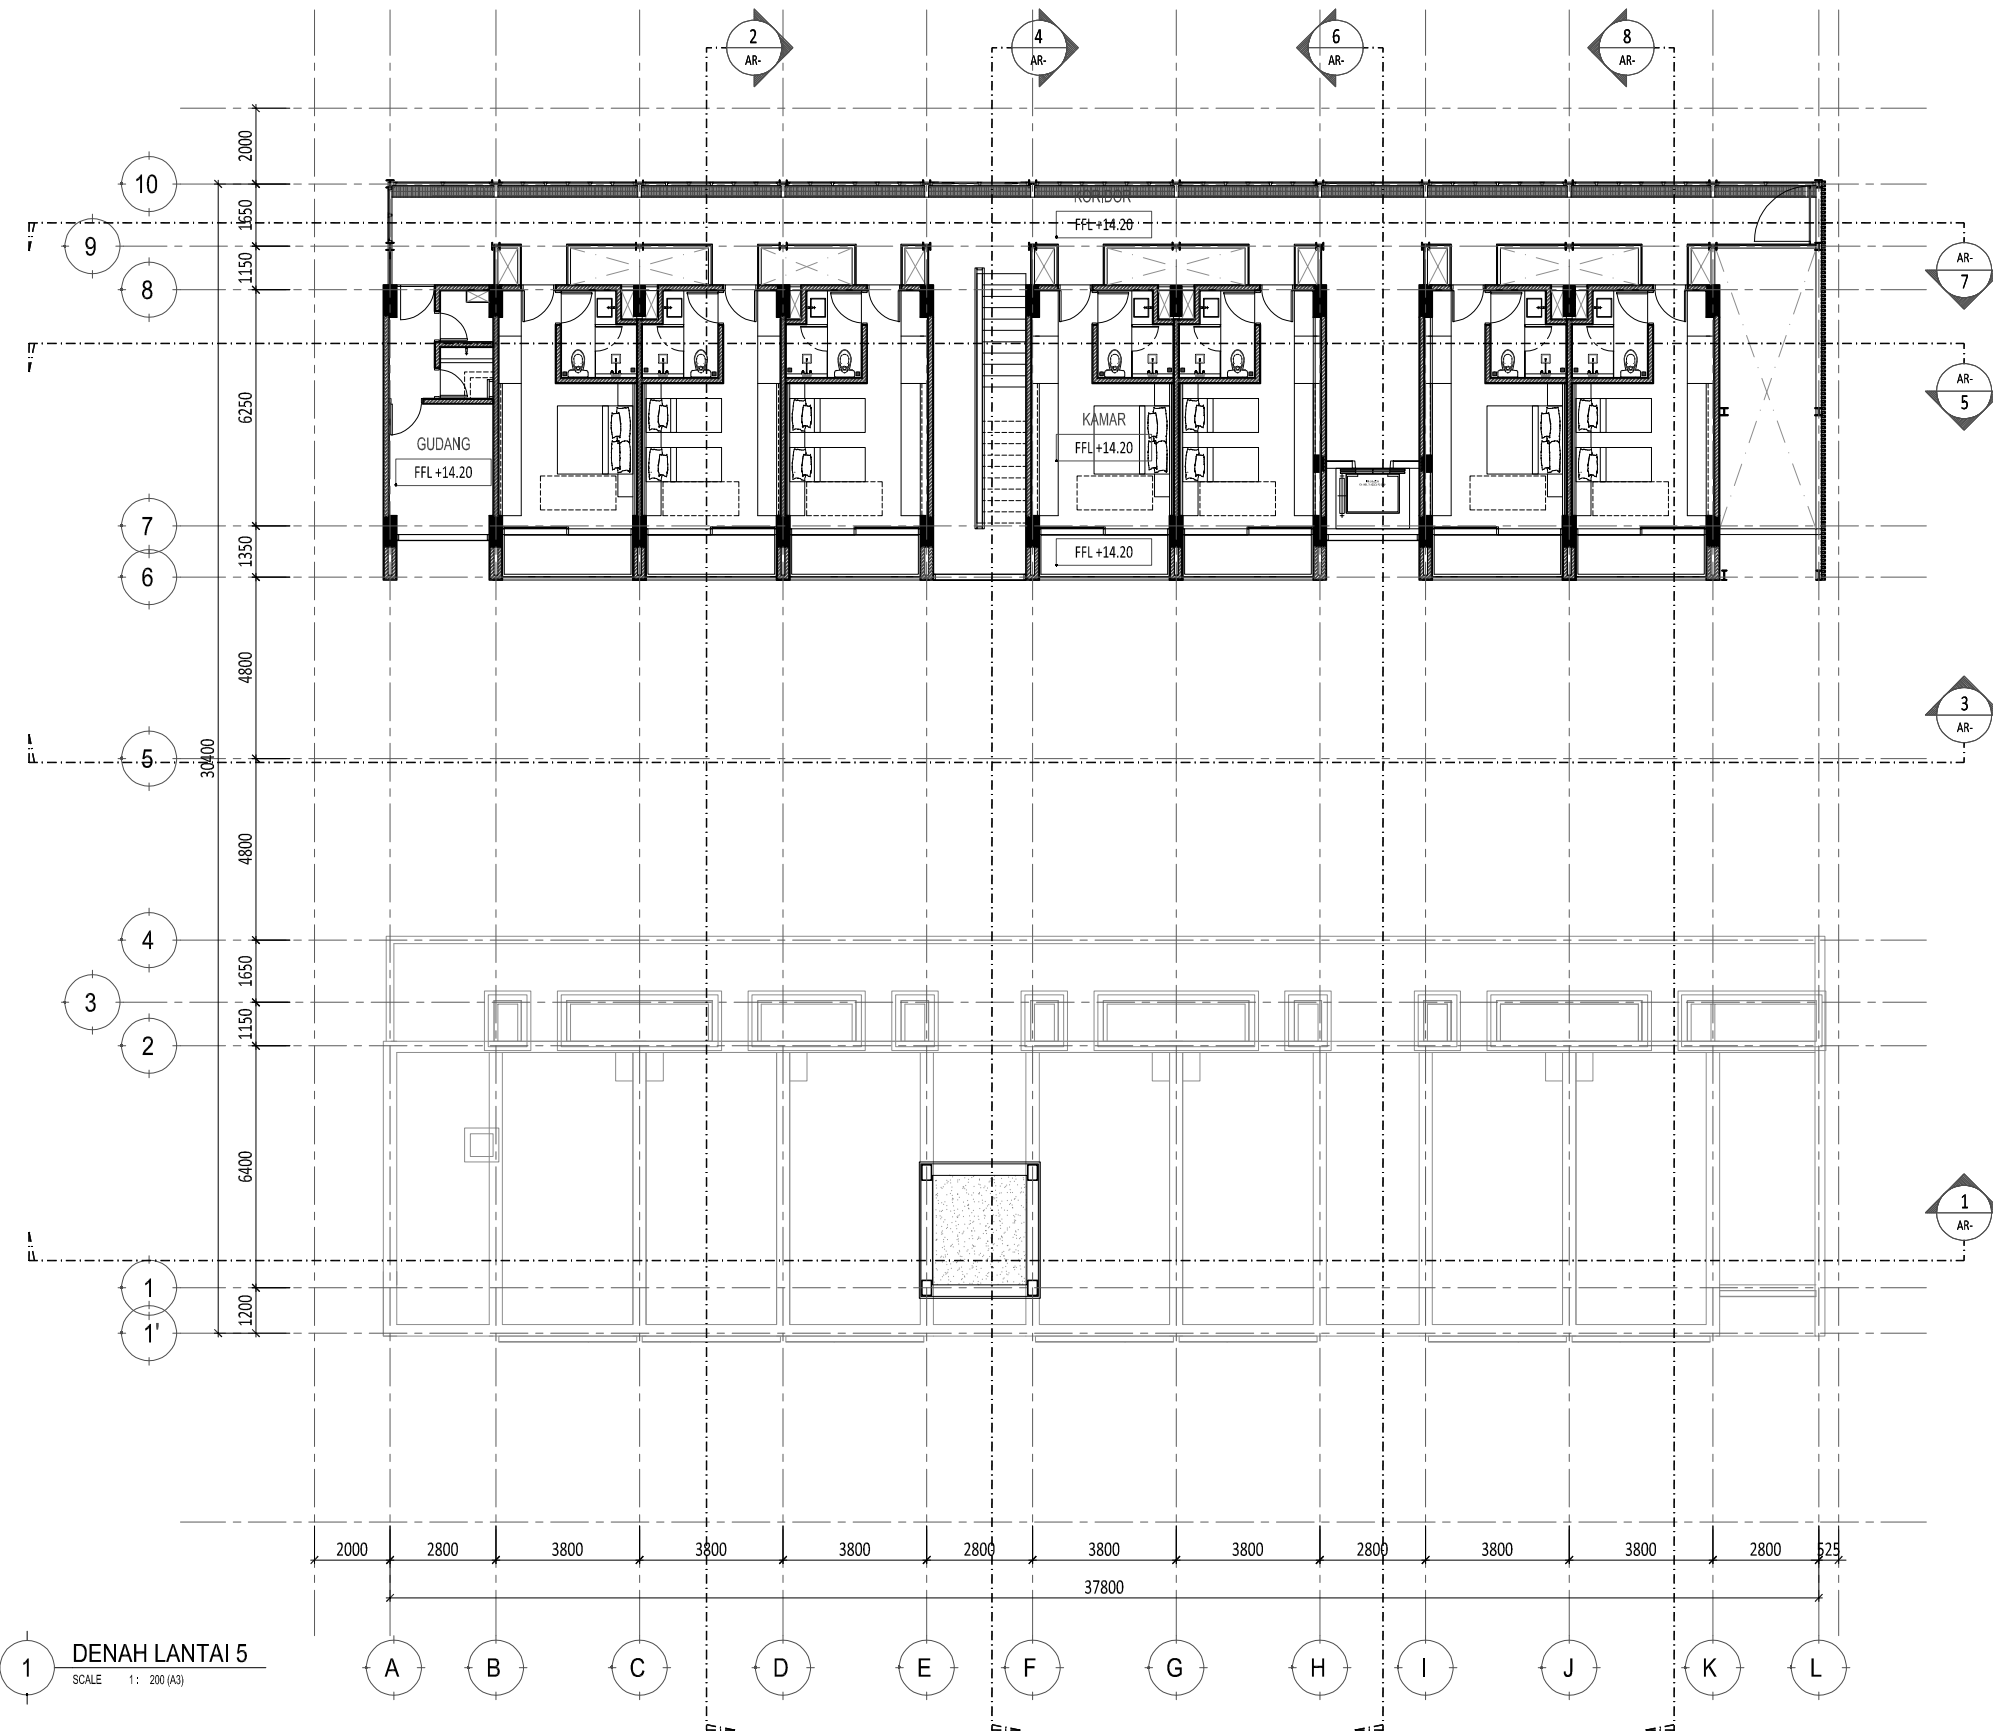 2
AR-
4
AR-
6
AR-
8
AR-
2000
10
1650
KORIDOR
FFL +14.20
9
1150
8
AR-
7
6250
AR-
5
GUDANG
FFL +14.20
KAMAR
FFL +14.20
7
1350
FFL +14.20
6
4800
3
AR-
5
30400
4800
4
1650
3
1150
2
6400
1
AR-
1
1200
1'
2000
2800
3800
3800
3800
2800
3800
3800
2800
3800
3800
2800
525
37800
A
B
C
D
E
F
G
H
I
J
K
L
1
DENAH LANTAI 5
SCALE 1 : 200 (A3)